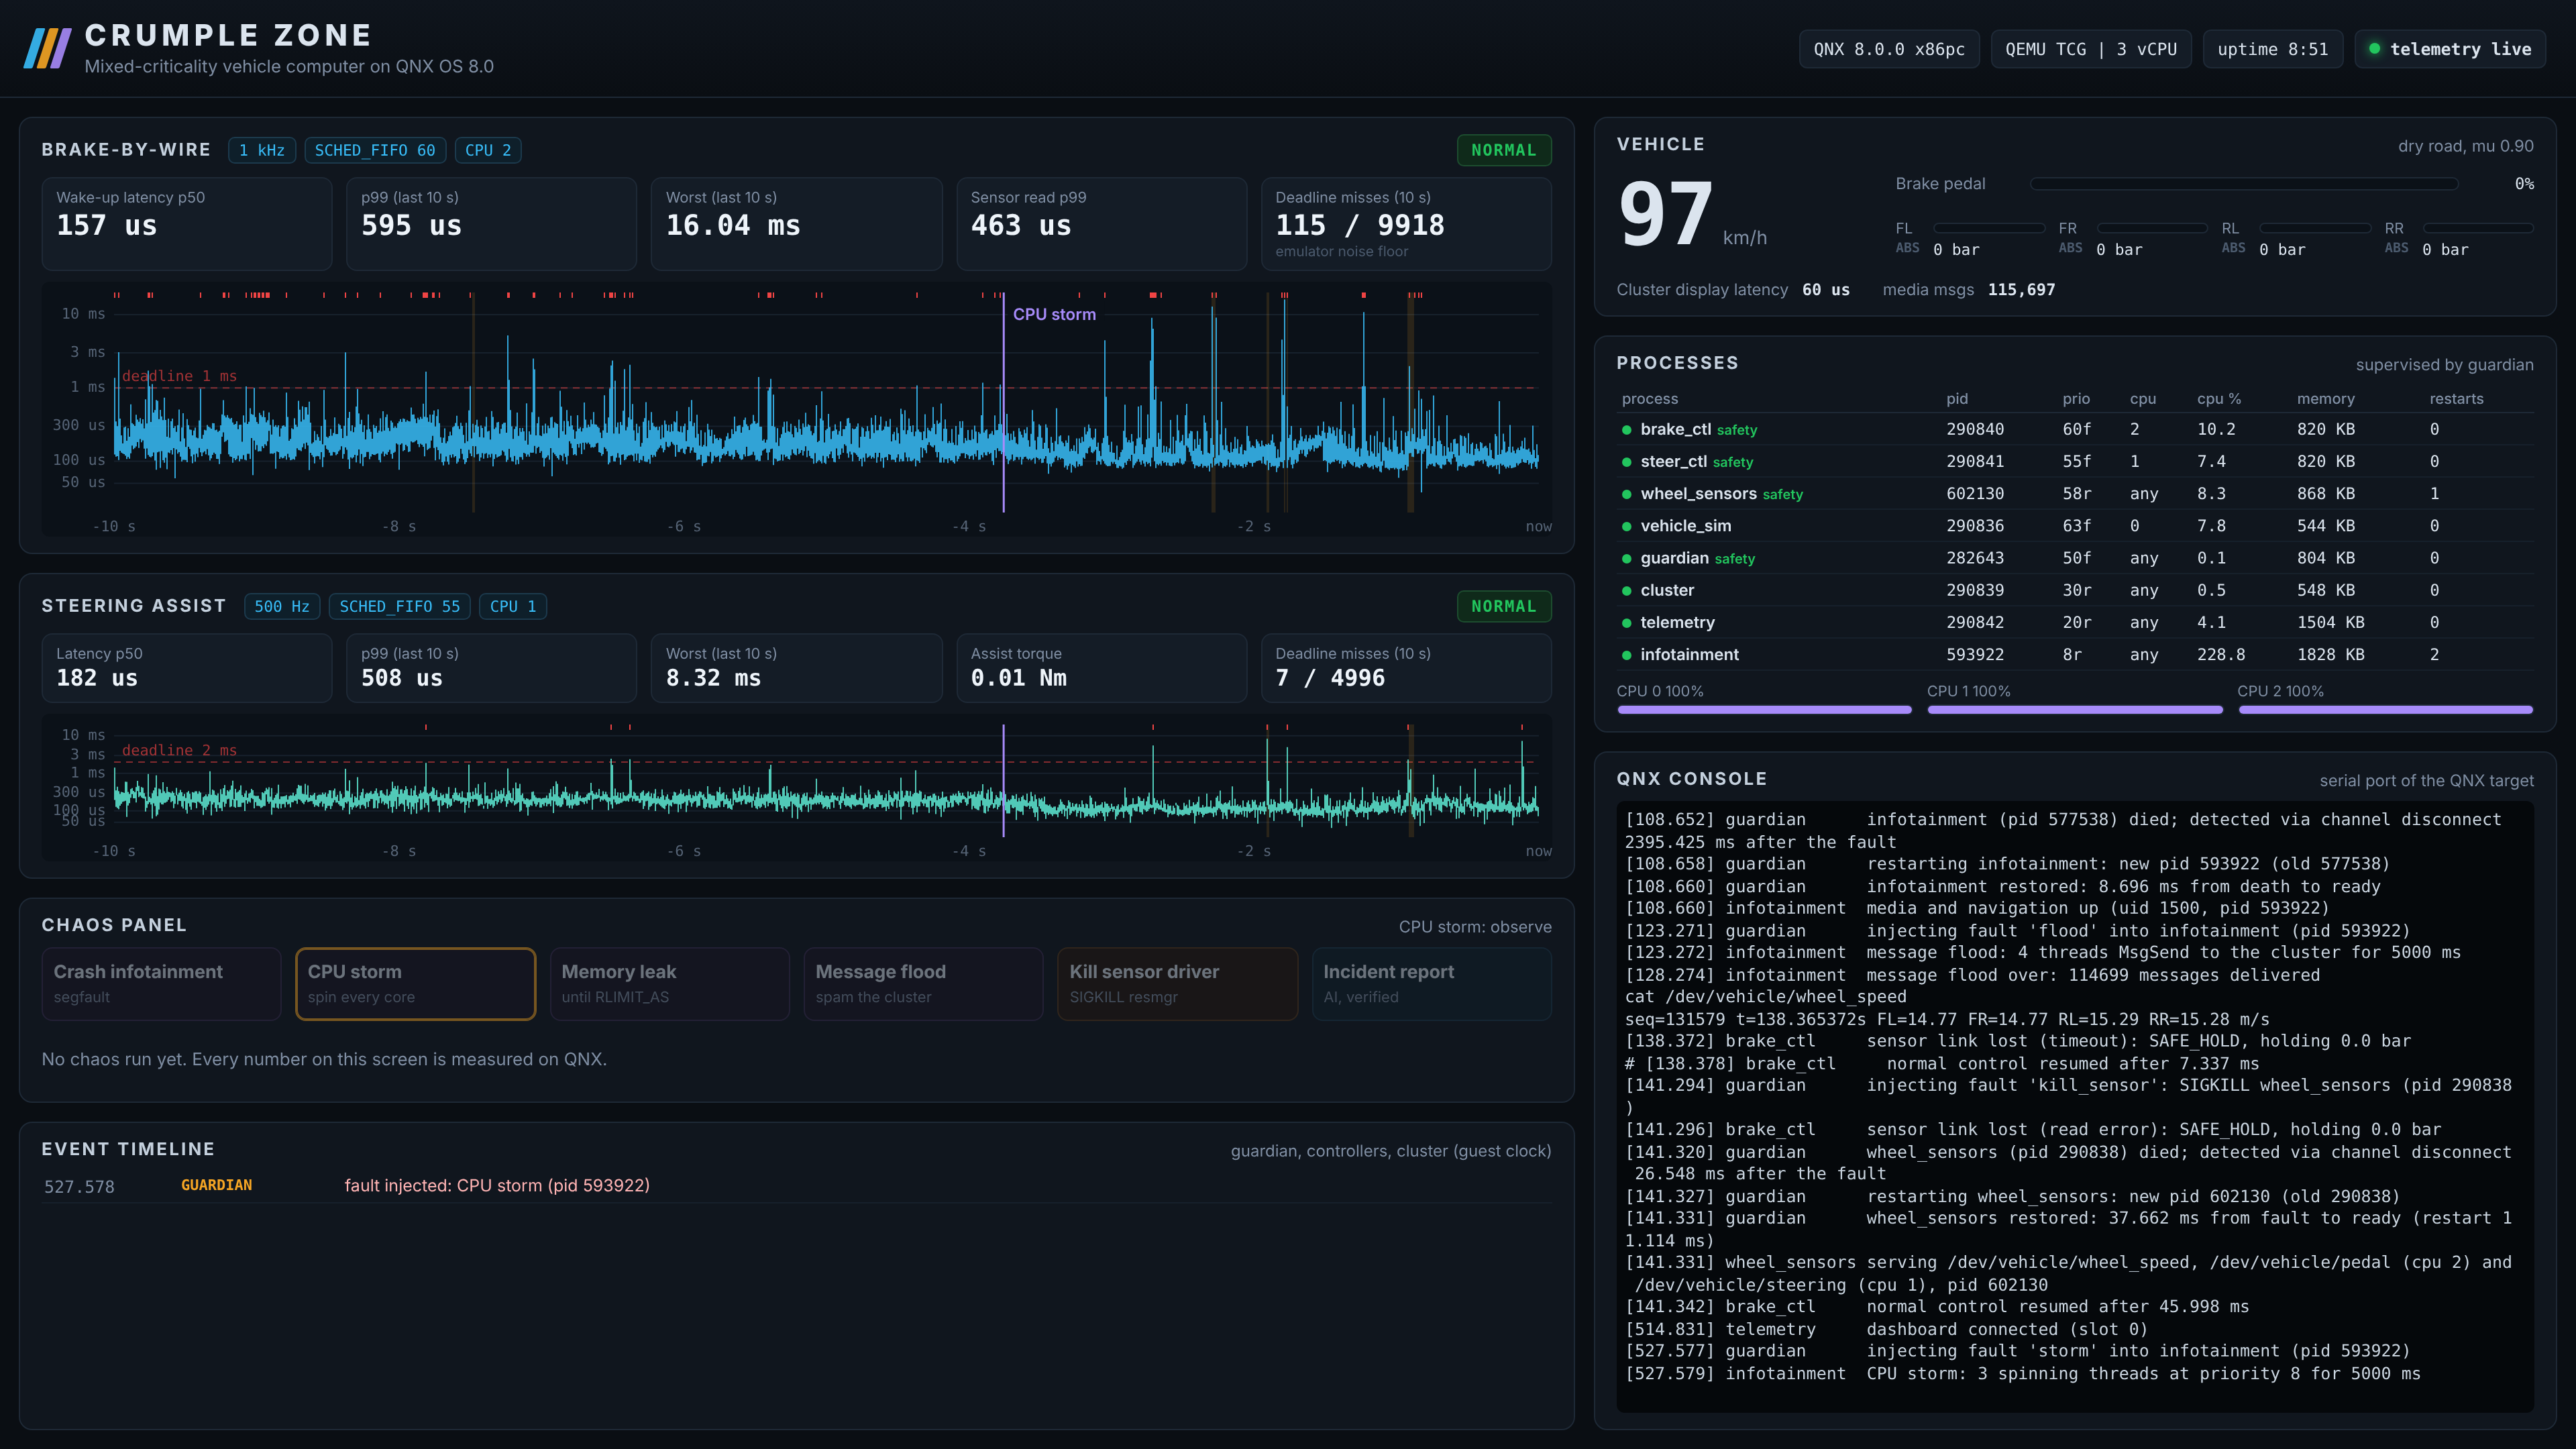 CRUMPLE ZONE
Mixed-criticality vehicle computer on QNX OS 8.0
QNX 8.0.0 x86pc
QEMU TCG | 3 vCPU
uptime 8:51
telemetry live
BRAKE-BY-WIRE 1 kHz SCHED_FIFO 60 CPU 2 NORMAL
Wake-up latency p50
157 us
p99 (last 10 s)
595 us
Worst (last 10 s)
16.04 ms
Sensor read p99
463 us
Deadline misses (10 s)
115 / 9918
emulator noise floor
CPU storm
10 ms
3 ms
deadline 1 ms
1 ms
300 us
100 us
50 us
-10 s -8 s -6 s -4 s -2 s now
STEERING ASSIST 500 Hz SCHED_FIFO 55 CPU 1 NORMAL
Latency p50
182 us
p99 (last 10 s)
508 us
Worst (last 10 s)
8.32 ms
Assist torque
0.01 Nm
Deadline misses (10 s)
7 / 4996
10 ms
deadline 2 ms
3 ms
1 ms
300 us
100 us
50 us
-10 s -8 s -6 s -4 s -2 s now
CHAOS PANEL CPU storm: observe
Crash infotainment
segfault
CPU storm
spin every core
Memory leak
until RLIMIT_AS
Message flood
spam the cluster
Kill sensor driver
SIGKILL resmgr
Incident report
AI, verified
No chaos run yet. Every number on this screen is measured on QNX.
EVENT TIMELINE guardian, controllers, cluster (guest clock)
527.578 GUARDIAN fault injected: CPU storm (pid 593922)
VEHICLE dry road, mu 0.90
97 km/h
Brake pedal 0%
FL FR RL RR
ABS 0 bar ABS 0 bar ABS 0 bar ABS 0 bar
Cluster display latency 60 us media msgs 115,697
PROCESSES supervised by guardian
process pid prio cpu cpu % memory restarts
brake_ctl safety 290840 60f 2 10.2 820 KB 0
steer_ctl safety 290841 55f 1 7.4 820 KB 0
wheel_sensors safety 602130 58r any 8.3 868 KB 1
vehicle_sim 290836 63f 0 7.8 544 KB 0
guardian safety 282643 50f any 0.1 804 KB 0
cluster 290839 30r any 0.5 548 KB 0
telemetry 290842 20r any 4.1 1504 KB 0
infotainment 593922 8r any 228.8 1828 KB 2
CPU 0 100% CPU 1 100% CPU 2 100%
QNX CONSOLE serial port of the QNX target
[108.652] guardian infotainment (pid 577538) died; detected via channel disconnect
2395.425 ms after the fault
[108.658] guardian restarting infotainment: new pid 593922 (old 577538)
[108.660] guardian infotainment restored: 8.696 ms from death to ready
[108.660] infotainment media and navigation up (uid 1500, pid 593922)
[123.271] guardian injecting fault 'flood' into infotainment (pid 593922)
[123.272] infotainment message flood: 4 threads MsgSend to the cluster for 5000 ms
[128.274] infotainment message flood over: 114699 messages delivered
cat /dev/vehicle/wheel_speed
seq=131579 t=138.365372s FL=14.77 FR=14.77 RL=15.29 RR=15.28 m/s
[138.372] brake_ctl sensor link lost (timeout): SAFE_HOLD, holding 0.0 bar
# [138.378] brake_ctl normal control resumed after 7.337 ms
[141.294] guardian injecting fault 'kill_sensor': SIGKILL wheel_sensors (pid 290838
)
[141.296] brake_ctl sensor link lost (read error): SAFE_HOLD, holding 0.0 bar
[141.320] guardian wheel_sensors (pid 290838) died; detected via channel disconnect
26.548 ms after the fault
[141.327] guardian restarting wheel_sensors: new pid 602130 (old 290838)
[141.331] guardian wheel_sensors restored: 37.662 ms from fault to ready (restart 1
1.114 ms)
[141.331] wheel_sensors serving /dev/vehicle/wheel_speed, /dev/vehicle/pedal (cpu 2) and
/dev/vehicle/steering (cpu 1), pid 602130
[141.342] brake_ctl normal control resumed after 45.998 ms
[514.831] telemetry dashboard connected (slot 0)
[527.577] guardian injecting fault 'storm' into infotainment (pid 593922)
[527.579] infotainment CPU storm: 3 spinning threads at priority 8 for 5000 ms